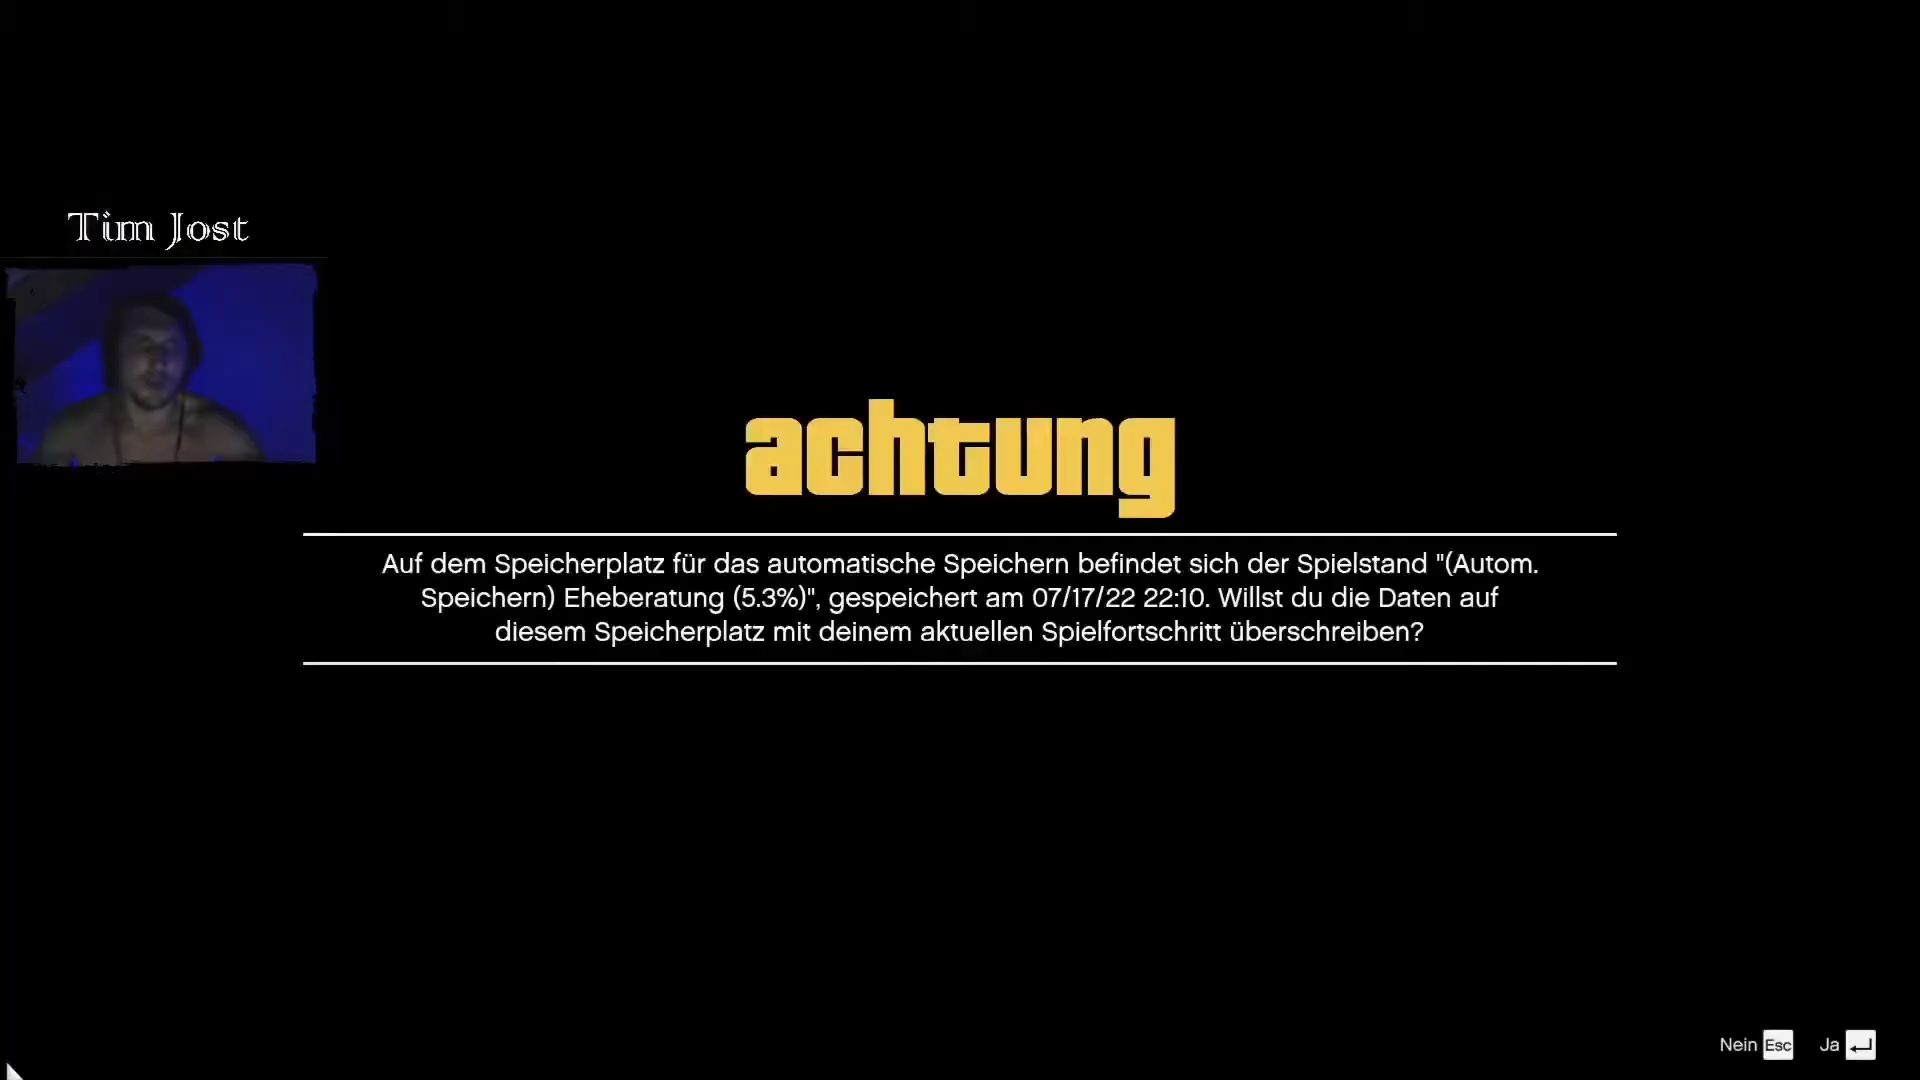 Tim Jost
achtung
Auf dem Speicherplatz für das automatische Speichern befindet sich der Spielstand "(Autom.
Speichern) Eheberatung (5.3%)", gespeichert am 07/17/22 22:10. Willst du die Daten auf
diesem Speicherplatz mit deinem aktuellen Spielfortschritt überschreiben?
Nein Esc Ja